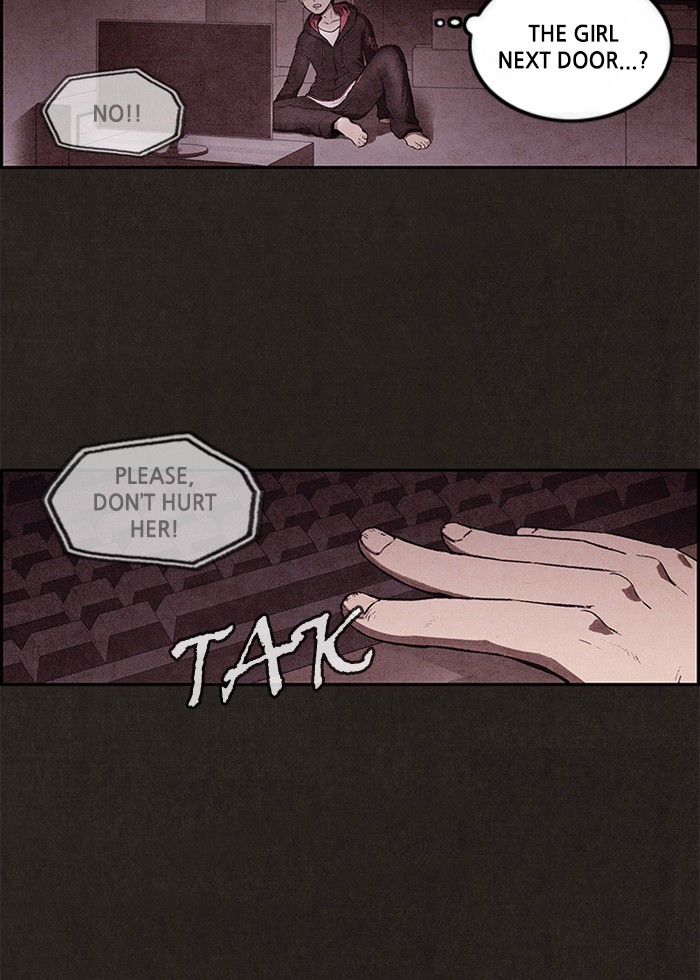 THE GIRL
NEXT DOOR...?
NO!!
PLEASE,
DON'T HURT
HER!
TAK